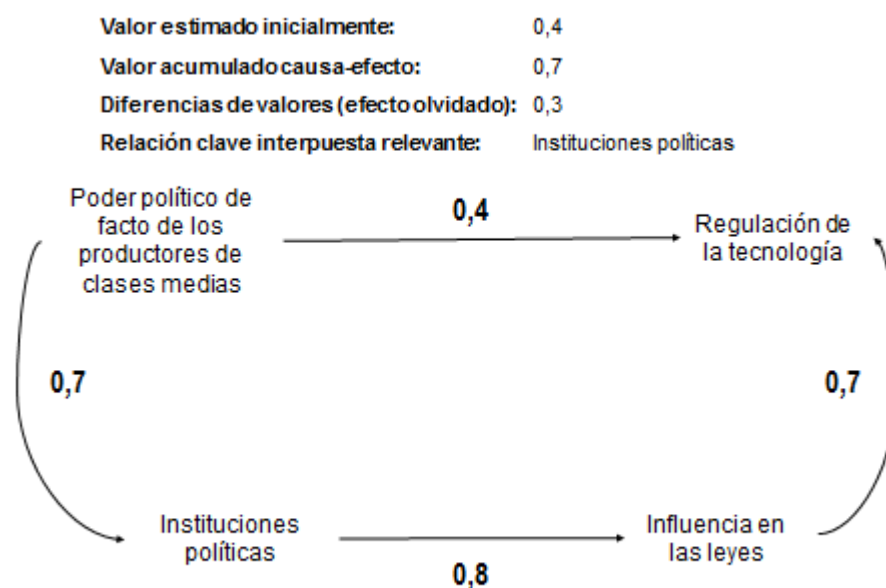 Valor estimado inicialmente: 0,4
Valor acumulado causa-efecto: 0,7
Diferencias de valores (efecto olvidado): 0,3
Relación clave interpuesta relevante: Instituciones políticas
Poder político de
facto de los
productores de
clases medias
0,4
Regulación de
la tecnología
0,7
0,7
Instituciones
políticas
0,8
Influencia en
las leyes